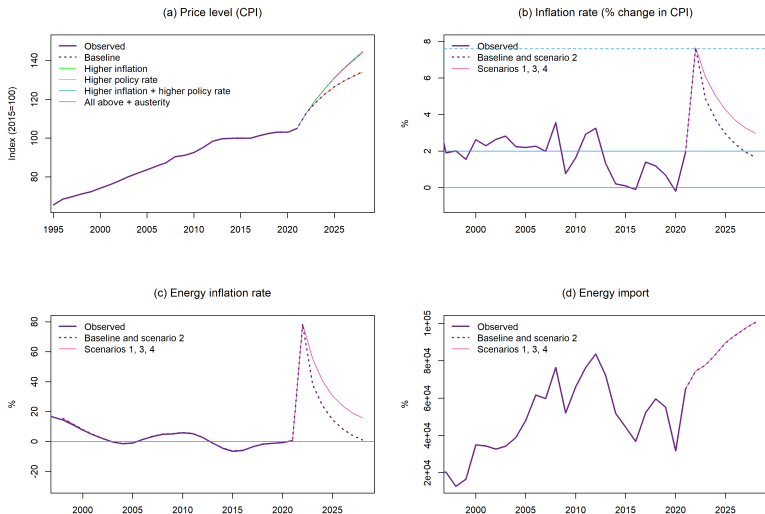 (a) Price level (CPI)
Index (2015=100)
80
100
120
140
Observed
Baseline
Higher inflation
Higher policy rate
Higher inflation + higher policy rate
All above + austerity
1995
2000
2005
2010
2015
2020
2025
(b) Inflation rate (% change in CPI)
%
0
2
4
6
8
Observed
Baseline and scenario 2
Scenarios 1, 3, 4
2000
2005
2010
2015
2020
2025
(c) Energy inflation rate
%
-20
0
20
40
60
80
Observed
Baseline and scenario 2
Scenarios 1, 3, 4
2000
2005
2010
2015
2020
2025
(d) Energy import
%
2e+04
4e+04
6e+04
8e+04
1e+05
Observed
Baseline and scenario 2
Scenarios 1, 3, 4
2000
2005
2010
2015
2020
2025